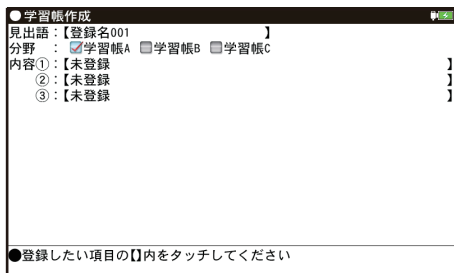 ●学習帳作成
見出語：【登録名001 】
分野 ： 学習帳A 学習帳B 学習帳C
内容①：【未登録 】
②：【未登録 】
③：【未登録 】
●登録したい項目の【】内をタッチしてください